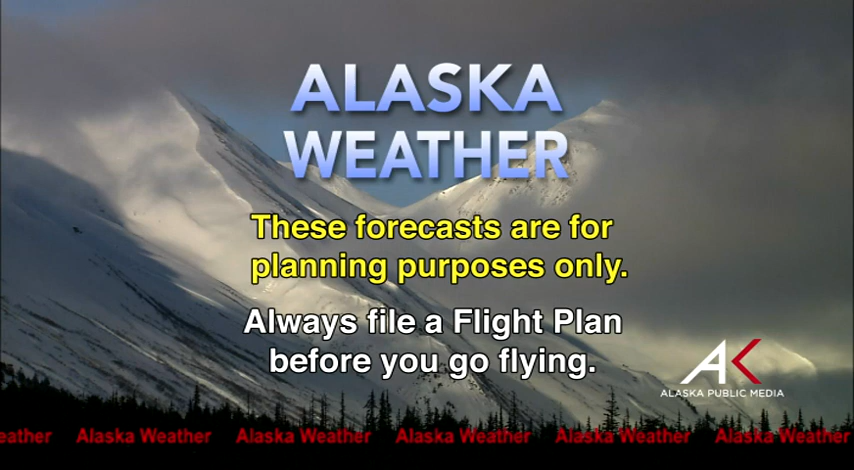 ALASKA
WEATHER
These forecasts are for
planning purposes only.
Always file a Flight Plan
before you go flying.
AK
ALASKA PUBLIC MEDIA
eather Alaska Weather Alaska Weather Alaska Weather Alaska Weather Alaska Weather